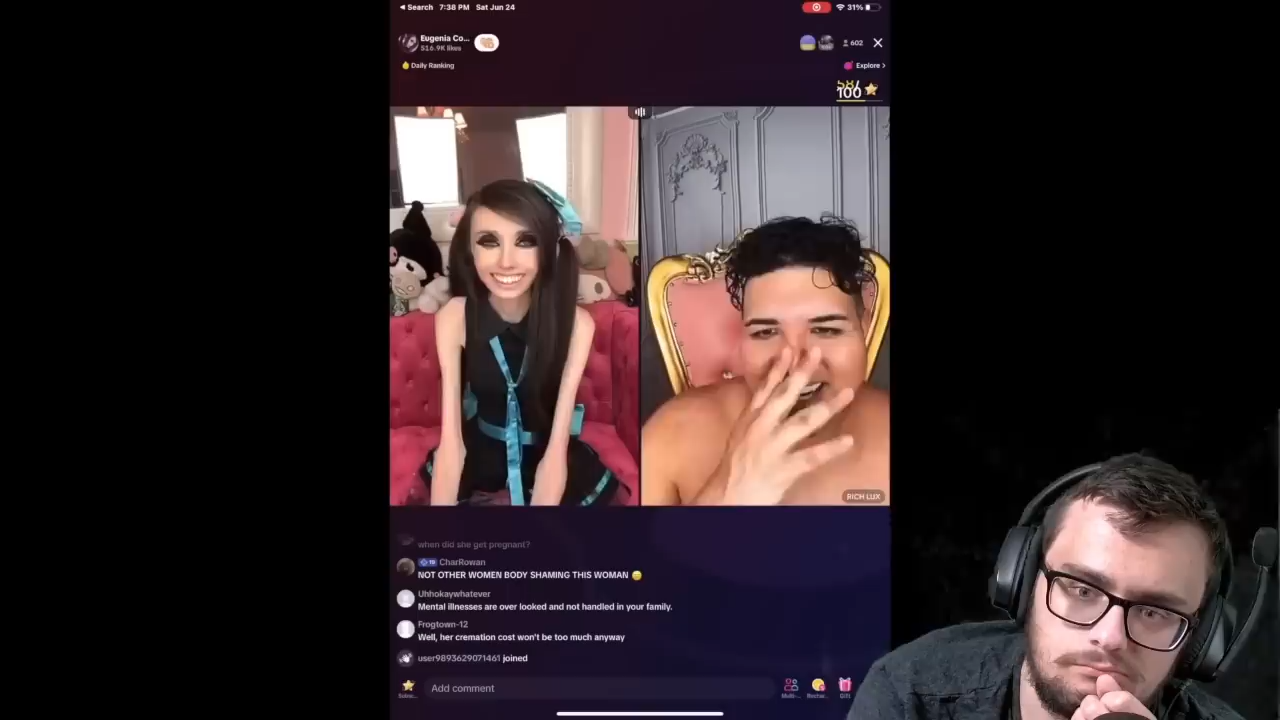 Search 7:38 PM Sat Jun 24
31%
Eugenia Co...
516.9K likes
602
Daily Ranking
Explore >
100
RICH LUX
when did she get pregnant?
CharRowan
NOT OTHER WOMEN BODY SHAMING THIS WOMAN 😅
Uhhokaywhatever
Mental illnesses are over looked and not handled in your family.
Frogtown-12
Well, her cremation cost won't be too much anyway
user9893629071461 joined
Add comment
Multi-...
Rechar...
Gift